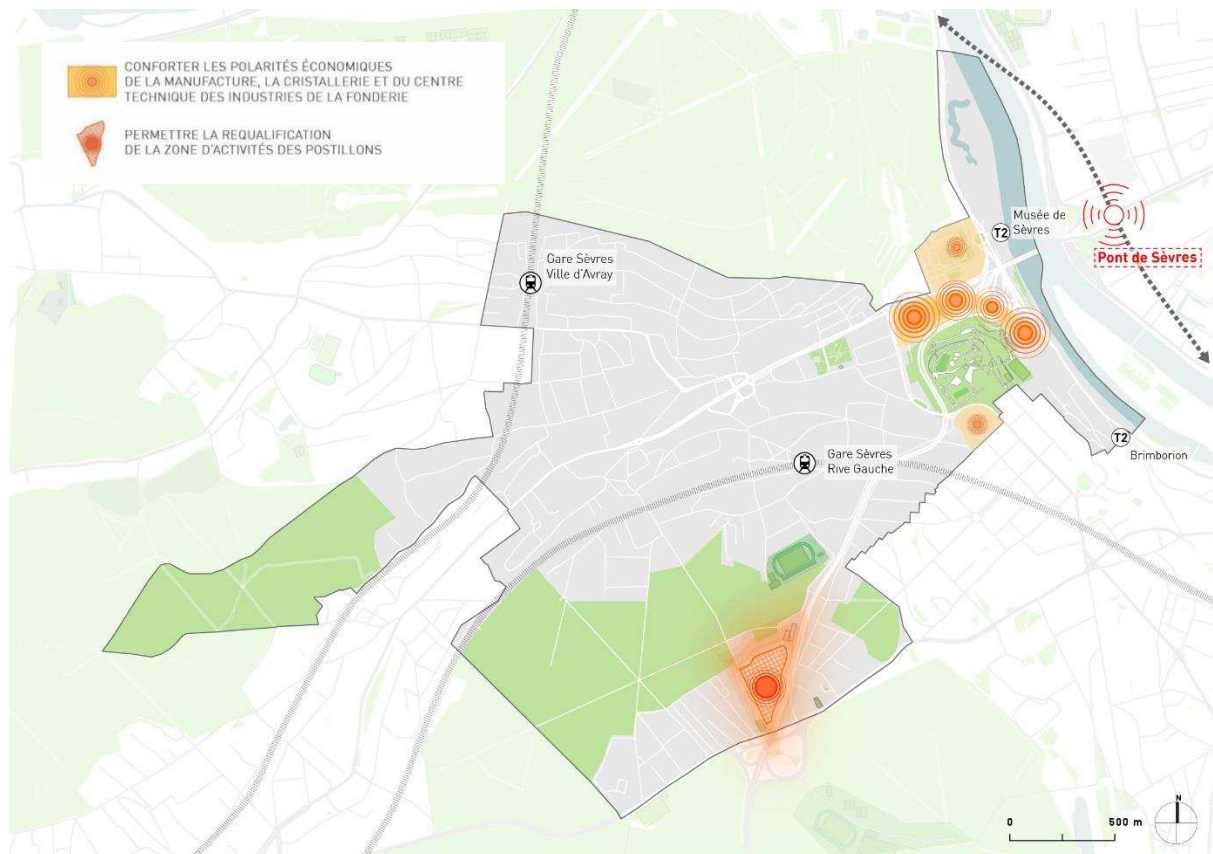 CONFORTER LES POLARITÉS ÉCONOMIQUES
DE LA MANUFACTURE, LA CRISTALLERIE ET DU CENTRE
TECHNIQUE DES INDUSTRIES DE LA FONDERIE
PERMETTRE LA REQUALIFICATION
DE LA ZONE D'ACTIVITÉS DES POSTILLONS
T2
Musée de
Sèvres
Pont de Sèvres
Gare Sèvres
Ville d'Avray
Gare Sèvres
Rive Gauche
T2
Brimborion
0 500 m
N